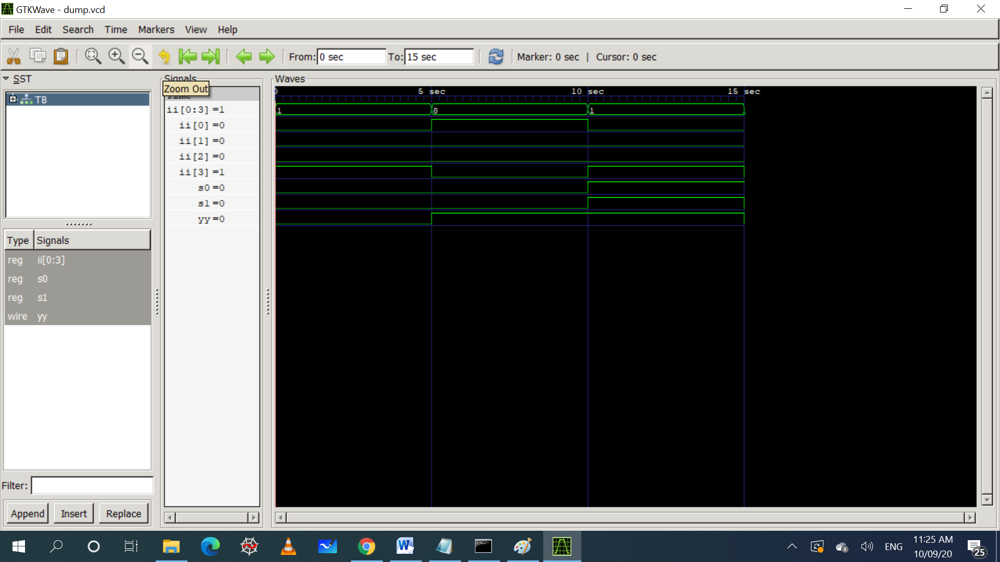 GTKWave - dump.vcd
File Edit Search Time Markers View Help
From: 0 sec To: 15 sec Marker: 0 sec | Cursor: 0 sec
SST
TB
Type Signals
reg ii[0:3]
reg s0
reg s1
wire yy
Filter:
Append Insert Replace
Signals
Zoom Out
Time
ii[0:3] =1
ii[0] =0
ii[1] =0
ii[2] =0
ii[3] =1
s0 =0
s1 =0
yy =0
Waves
0 5 sec 10 sec 15 sec
1 8 1
ENG
11:25 AM
10/09/20
25